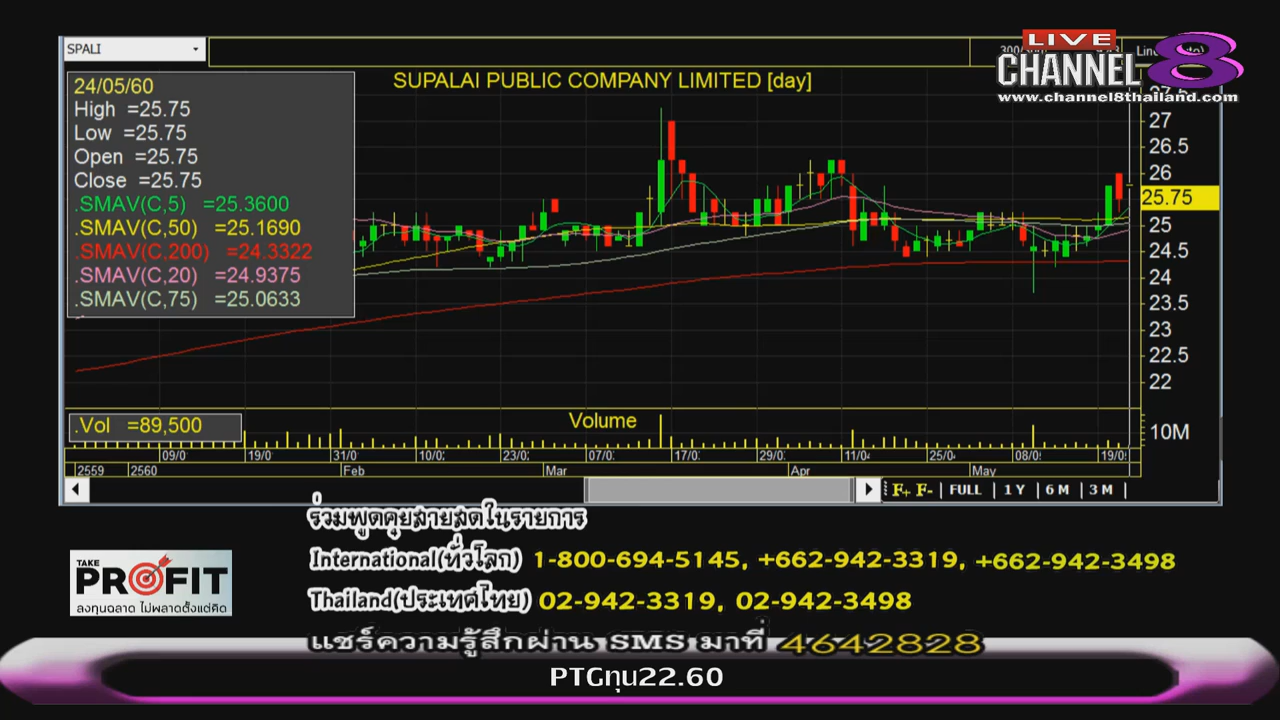 SPALI
LIVE
CHANNEL 8
www.channel8thailand.com
SUPALAI PUBLIC COMPANY LIMITED [day]
24/05/60
High =25.75
Low =25.75
Open =25.75
Close =25.75
.SMAV(C,5) =25.3600
.SMAV(C,50) =25.1690
.SMAV(C,200) =24.3322
.SMAV(C,20) =24.9375
.SMAV(C,75) =25.0633
27
26.5
26
25.75
25
24.5
24
23.5
23
22.5
22
.Vol =89,500
Volume
10M
09/0 19/0 31/0 10/0 23/0 07/0 17/0 29/0 11/0 25/0 08/0 19/0
2559 2560 Feb Mar Apr May
F+ F- FULL 1 Y 6 M 3 M
ร่วมพูดคุยสายสดในรายการ
International(ทั่วโลก) 1-800-694-5145, +662-942-3319, +662-942-3498
Thailand(ประเทศไทย) 02-942-3319, 02-942-3498
แชร์ความรู้สึกผ่าน SMS มาที่ 4642828
TAKE
PROFIT
ลงทุนฉลาด ไม่พลาดตั้งแต่คิด
PTGทุน22.60